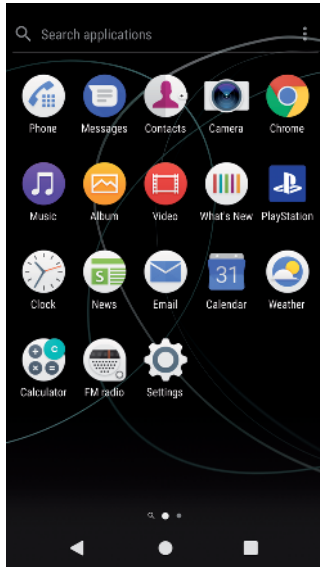 Search applications
Phone Messages Contacts Camera Chrome
Music Album Video What's New PlayStation
31
Clock News Email Calendar Weather
Calculator FM radio Settings